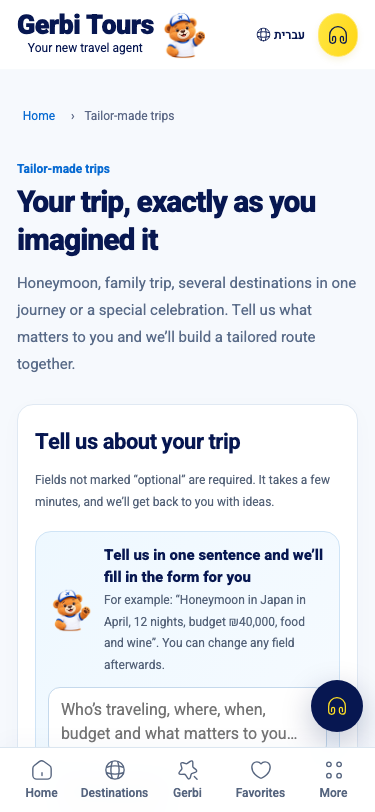 Gerbi Tours
Your new travel agent
עברית
Home › Tailor-made trips
Tailor-made trips
Your trip, exactly as you
imagined it
Honeymoon, family trip, several destinations in one
journey or a special celebration. Tell us what
matters to you and we’ll build a tailored route
together.
Tell us about your trip
Fields not marked “optional” are required. It takes a few
minutes, and we’ll get back to you with ideas.
Tell us in one sentence and we’ll
fill in the form for you
For example: “Honeymoon in Japan in
April, 12 nights, budget ₪40,000, food
and wine”. You can change any field
afterwards.
Who’s traveling, where, when,
budget and what matters to you…
Home Destinations Gerbi Favorites More